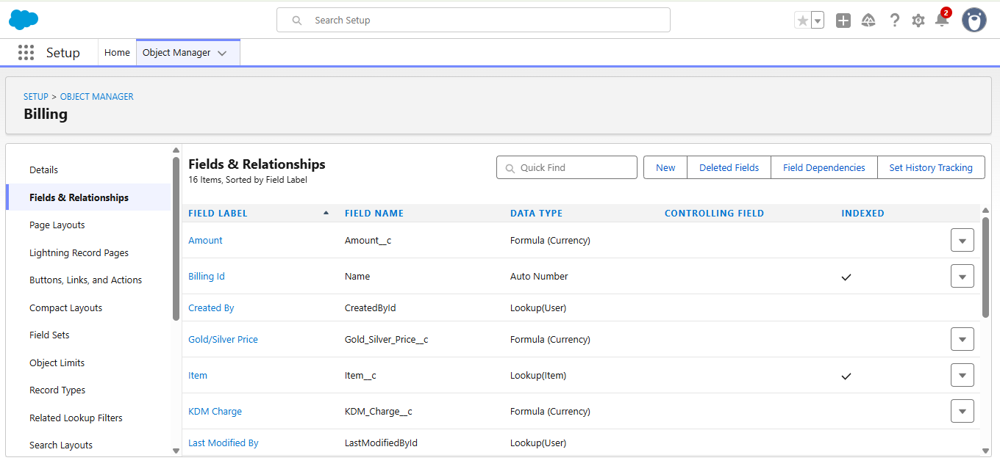 Search Setup
2
Setup
Home
Object Manager
SETUP > OBJECT MANAGER
Billing
Details
Fields & Relationships
Page Layouts
Lightning Record Pages
Buttons, Links, and Actions
Compact Layouts
Field Sets
Object Limits
Record Types
Related Lookup Filters
Search Layouts
Fields & Relationships
16 Items, Sorted by Field Label
Quick Find
New
Deleted Fields
Field Dependencies
Set History Tracking
FIELD LABEL FIELD NAME DATA TYPE CONTROLLING FIELD INDEXED
Amount Amount__c Formula (Currency)
Billing Id Name Auto Number
Created By CreatedById Lookup(User)
Gold/Silver Price Gold_Silver_Price__c Formula (Currency)
Item Item__c Lookup(Item)
KDM Charge KDM_Charge__c Formula (Currency)
Last Modified By LastModifiedById Lookup(User)